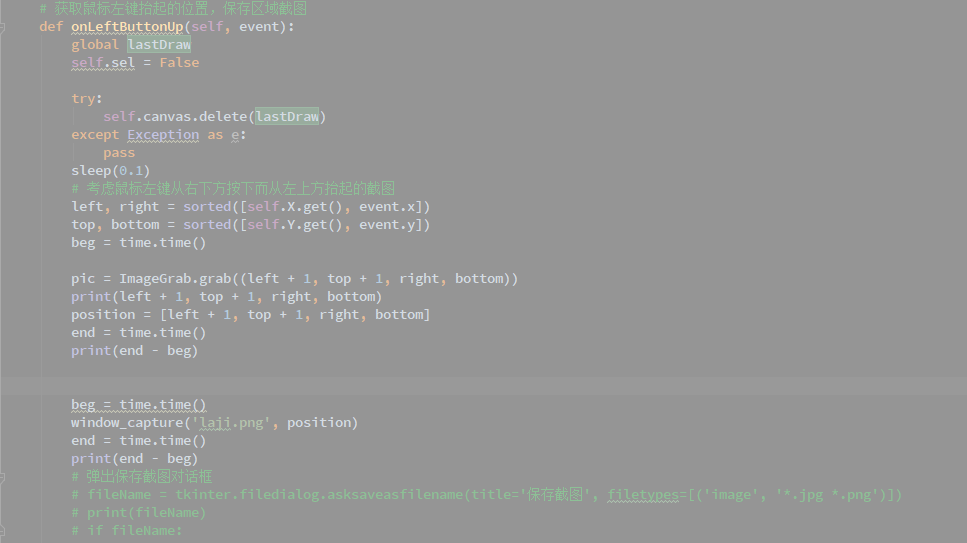 # 获取鼠标左键抬起的位置，保存区域截图
def onLeftButtonUp(self, event):
global lastDraw
self.sel = False
try:
self.canvas.delete(lastDraw)
except Exception as e:
pass
sleep(0.1)
# 考虑鼠标左键从右下方按下而从左上方抬起的截图
left, right = sorted([self.X.get(), event.x])
top, bottom = sorted([self.Y.get(), event.y])
beg = time.time()
pic = ImageGrab.grab((left + 1, top + 1, right, bottom))
print(left + 1, top + 1, right, bottom)
position = [left + 1, top + 1, right, bottom]
end = time.time()
print(end - beg)
beg = time.time()
window_capture('laji.png', position)
end = time.time()
print(end - beg)
# 弹出保存截图对话框
# fileName = tkinter.filedialog.asksaveasfilename(title='保存截图', filetypes=[('image', '*.jpg *.png')])
# print(fileName)
# if fileName: